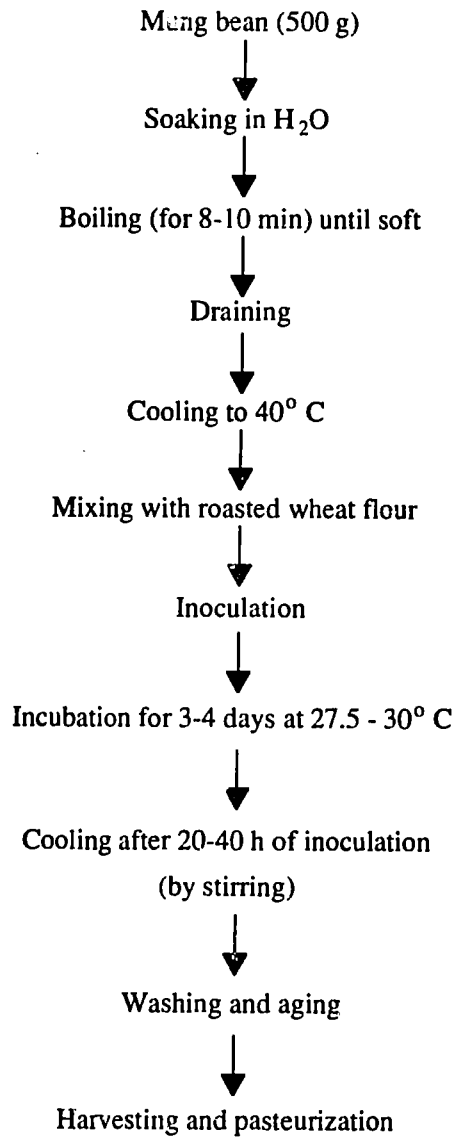 Mung bean (500 g)
Soaking in H₂O
Boiling (for 8-10 min) until soft
Draining
Cooling to 40° C
Mixing with roasted wheat flour
Inoculation
Incubation for 3-4 days at 27.5 - 30° C
Cooling after 20-40 h of inoculation
(by stirring)
Washing and aging
Harvesting and pasteurization